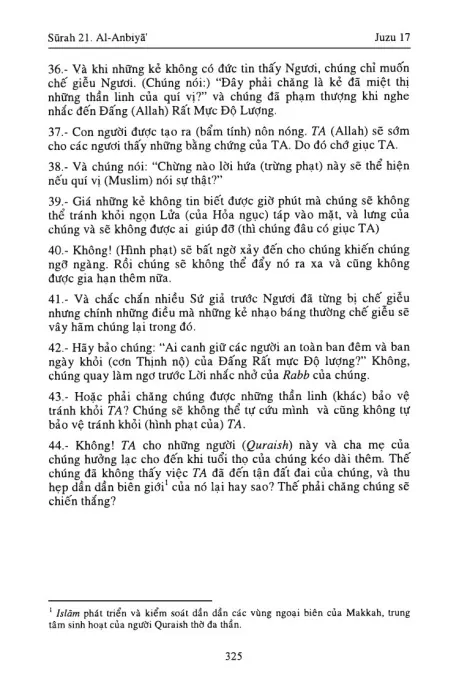 Sūrah 21. Al-Anbiyā' Juzu 17
36.- Và khi những kẻ không có đức tin thấy Ngươi, chúng chỉ muốn
chế giễu Ngươi. (Chúng nói:) “Đây phải chăng là kẻ đã miệt thị
những thần linh của quí vị?” và chúng đã phạm thượng khi nghe
nhắc đến Đấng (Allah) Rất Mực Độ Lượng.
37.- Con người được tạo ra (bẩm tính) nôn nóng. TA (Allah) sẽ sớm
cho các ngươi thấy những bằng chứng của TA. Do đó chớ giục TA.
38.- Và chúng nói: “Chừng nào lời hứa (trừng phạt) này sẽ thể hiện
nếu quí vị (Muslim) nói sự thật?”
39.- Giá những kẻ không tin biết được giờ phút mà chúng sẽ không
thể tránh khỏi ngọn Lửa (của Hỏa ngục) táp vào mặt, và lưng của
chúng và sẽ không được ai giúp đỡ (thì chúng đâu có giục TA)
40.- Không! (Hình phạt) sẽ bất ngờ xảy đến cho chúng khiến chúng
ngỡ ngàng. Rồi chúng sẽ không thể đẩy nó ra xa và cũng không
được gia hạn thêm nữa.
41.- Và chắc chắn nhiều Sứ giả trước Ngươi đã từng bị chế giễu
nhưng chính những điều mà những kẻ nhạo báng thường chế giễu sẽ
vây hãm chúng lại trong đó.
42.- Hãy bảo chúng: “Ai canh giữ các người an toàn ban đêm và ban
ngày khỏi (cơn Thịnh nộ) của Đấng Rất mực Độ lượng?” Không,
chúng quay làm ngơ trước Lời nhắc nhở của Rabb của chúng.
43.- Hoặc phải chăng chúng được những thần linh (khác) bảo vệ
tránh khỏi TA? Chúng sẽ không thể tự cứu mình và cũng không tự
bảo vệ tránh khỏi (hình phạt của) TA.
44.- Không! TA cho những người (Quraish) này và cha mẹ của
chúng hưởng lạc cho đến khi tuổi thọ của chúng kéo dài thêm. Thế
chúng đã không thấy việc TA đã đến tận đất đai của chúng, và thu
hẹp dần dần biên giới¹ của nó lại hay sao? Thế phải chăng chúng sẽ
chiến thắng?
¹ Islām phát triển và kiểm soát dần dần các vùng ngoại biên của Makkah, trung
tâm sinh hoạt của người Quraish thờ đa thần.
325